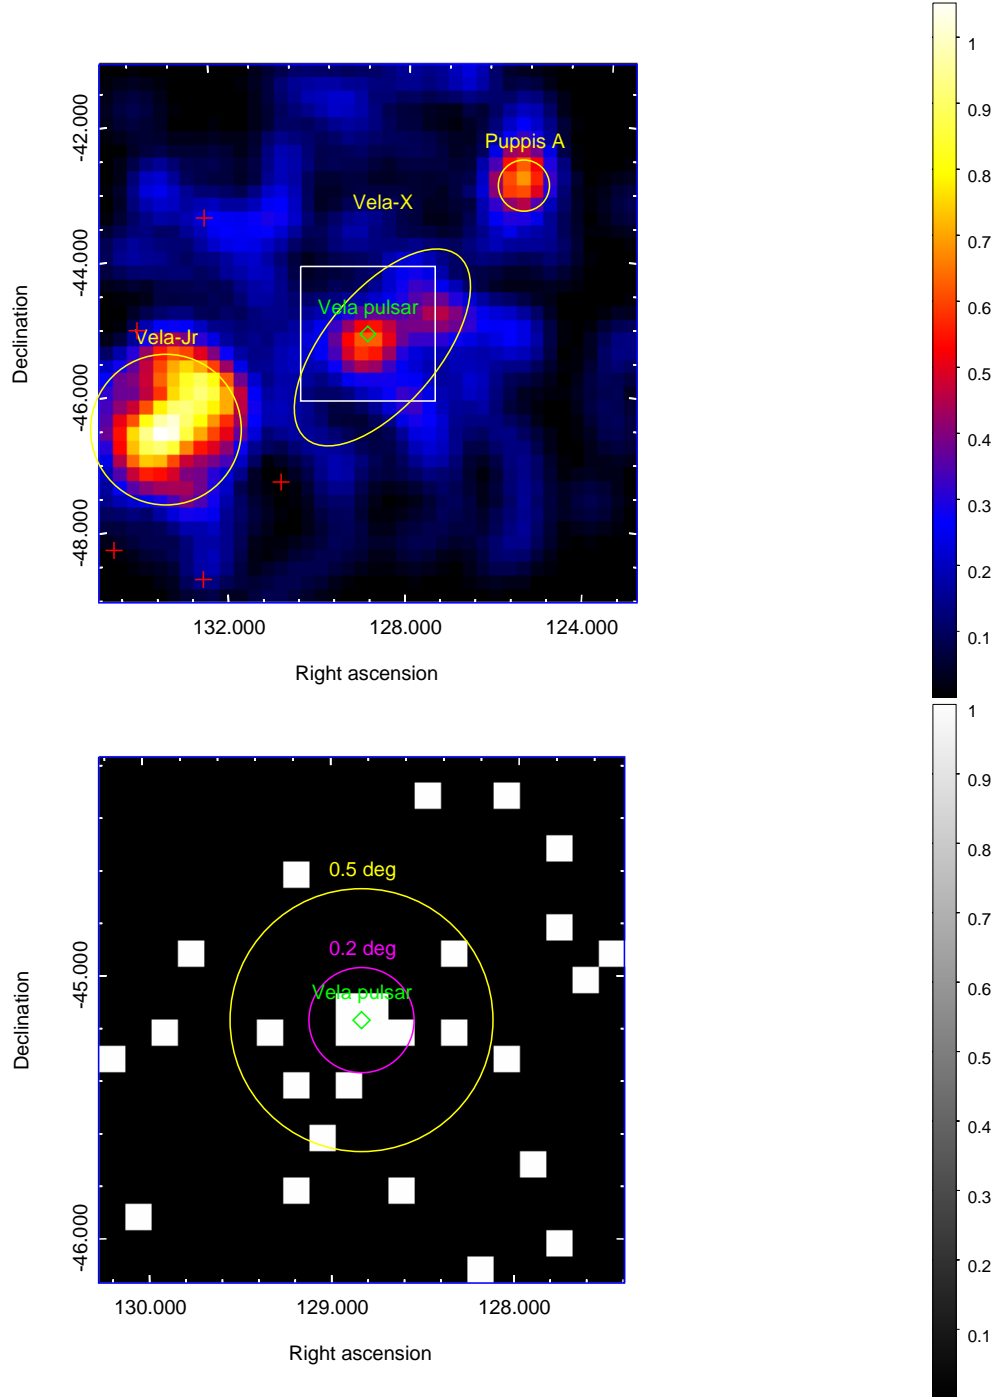 1
0.9
0.8
0.7
0.6
0.5
0.4
0.3
0.2
0.1
-42.000
-44.000
-46.000
-48.000
Declination
Puppis A
Vela-X
Vela pulsar
Vela-Jr
132.000
128.000
124.000
Right ascension
1
0.9
0.8
0.7
0.6
0.5
0.4
0.3
0.2
0.1
-45.000
-46.000
Declination
0.5 deg
0.2 deg
Vela pulsar
130.000
129.000
128.000
Right ascension